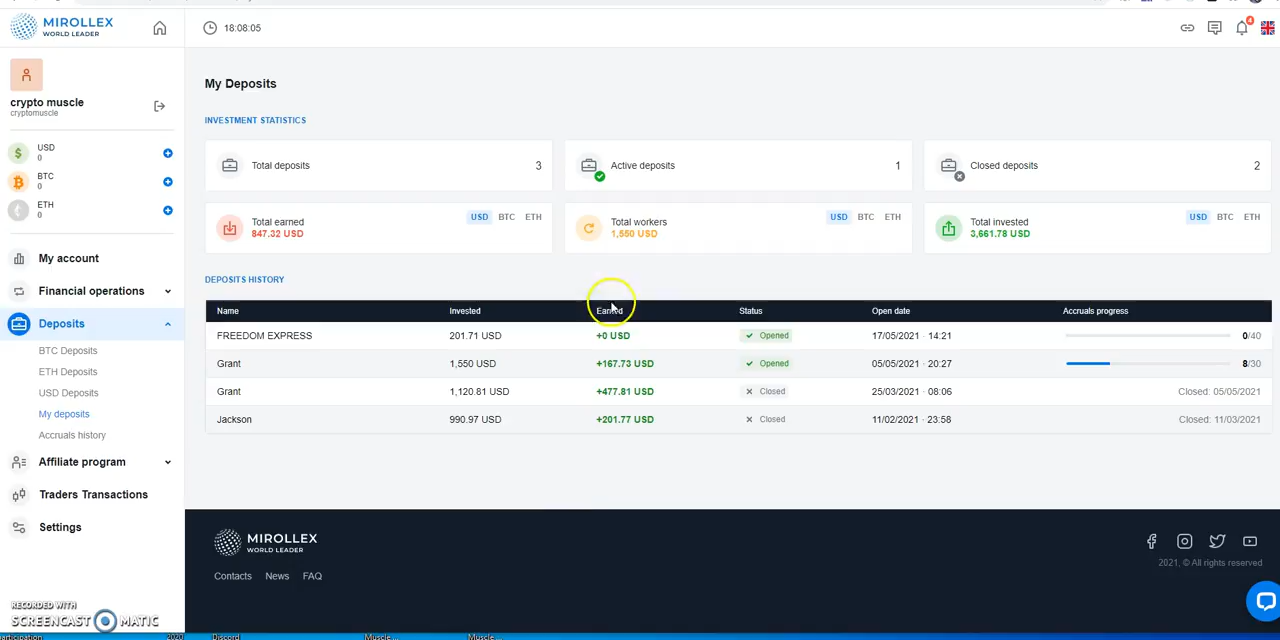 MIROLLEX
WORLD LEADER
18:08:05
4
crypto muscle
cryptomuscle
$ USD
0
BTC
0
ETH
0
My account
Financial operations
Deposits
BTC Deposits
ETH Deposits
USD Deposits
My deposits
Accruals history
Affiliate program
Traders Transactions
Settings
My Deposits
INVESTMENT STATISTICS
Total deposits 3
Active deposits 1
Closed deposits 2
Total earned USD BTC ETH
847.32 USD
Total workers USD BTC ETH
1,550 USD
Total invested USD BTC ETH
3,661.78 USD
DEPOSITS HISTORY
Name Invested Earned Status Open date Accruals progress
FREEDOM EXPRESS 201.71 USD +0 USD Opened 17/05/2021 · 14:21 0/40
Grant 1,550 USD +167.73 USD Opened 05/05/2021 · 20:27 8/30
Grant 1,120.81 USD +477.81 USD Closed 25/03/2021 · 08:06 Closed: 05/05/2021
Jackson 990.97 USD +201.77 USD Closed 11/02/2021 · 23:58 Closed: 11/03/2021
MIROLLEX
WORLD LEADER
Contacts News FAQ
2021, © All rights reserved
RECORDED WITH
SCREENCAST MATIC
2020 Discord Muscle... Muscle...